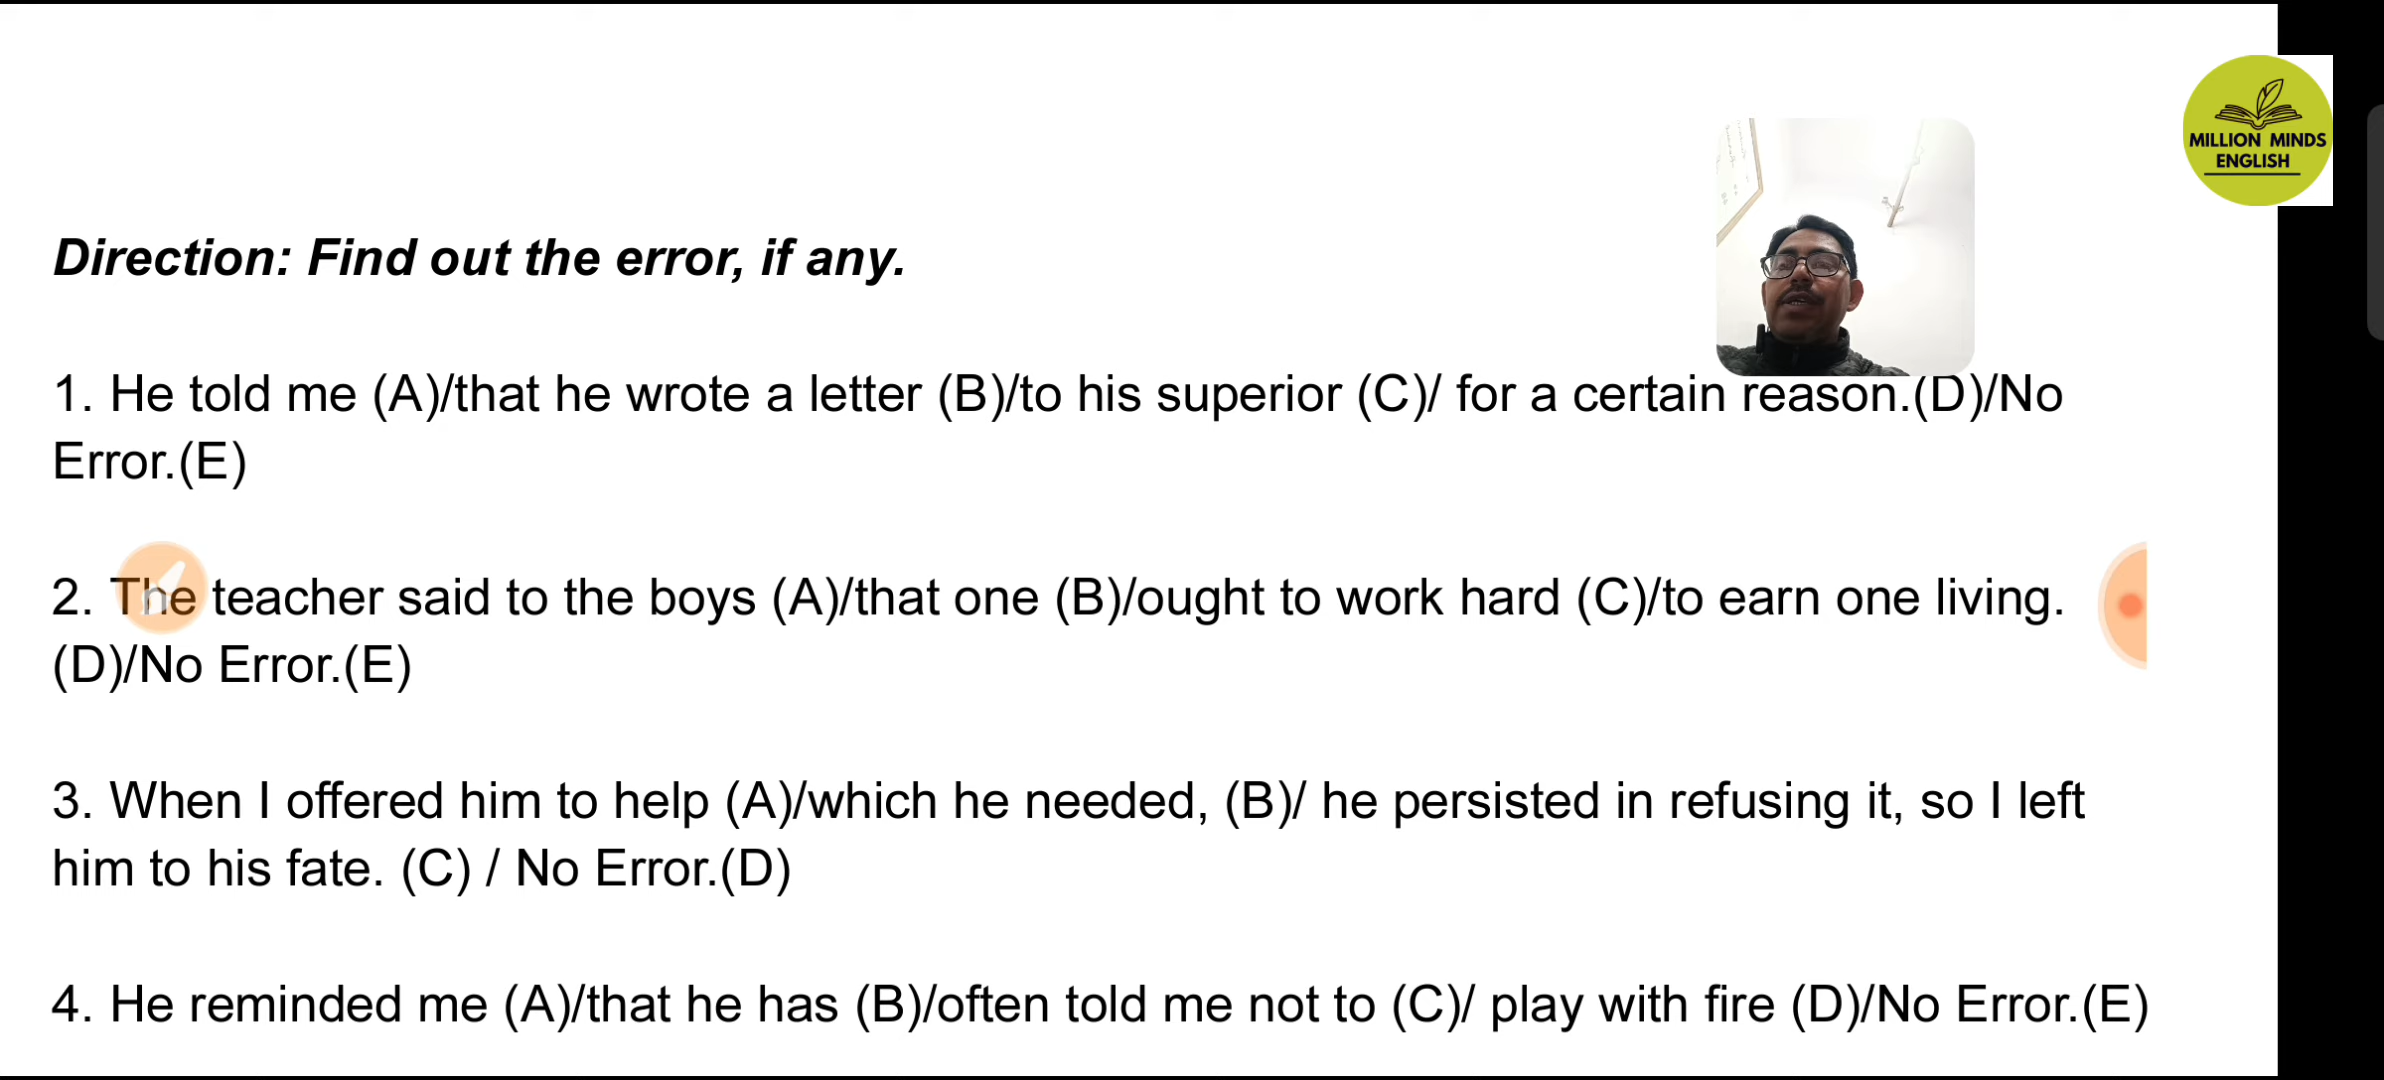 MILLION MINDS
ENGLISH
Direction: Find out the error, if any.
1. He told me (A)/that he wrote a letter (B)/to his superior (C)/ for a certain reason.(D)/No
Error.(E)
2. The teacher said to the boys (A)/that one (B)/ought to work hard (C)/to earn one living.
(D)/No Error.(E)
3. When I offered him to help (A)/which he needed, (B)/ he persisted in refusing it, so I left
him to his fate. (C) / No Error.(D)
4. He reminded me (A)/that he has (B)/often told me not to (C)/ play with fire (D)/No Error.(E)